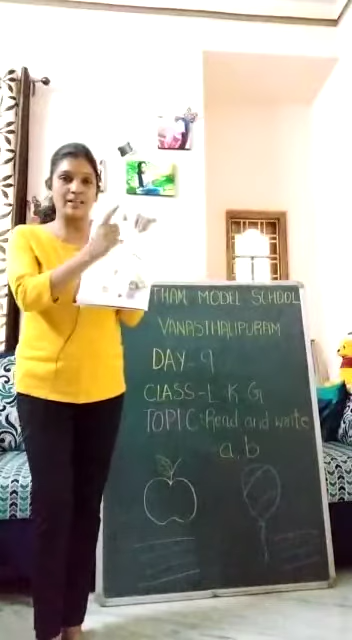 THAM MODEL SCHOOL
VANASTHALIPURAM
DAY-9
CLASS-L.K.G
TOPIC:Read and write
a,b